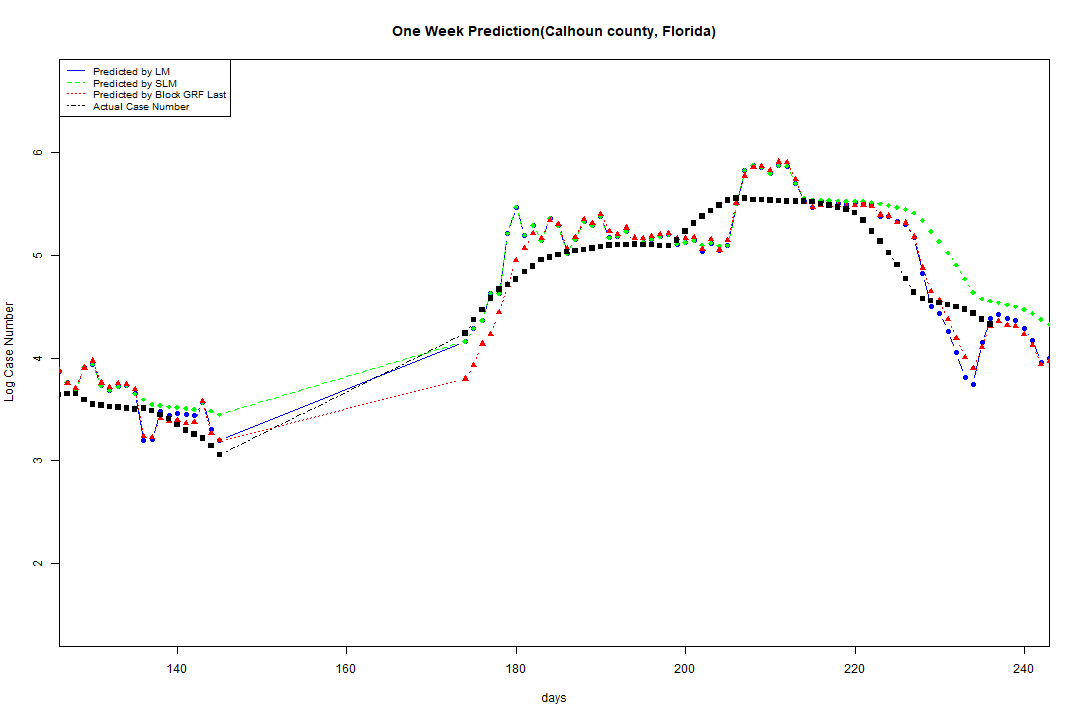 One Week Prediction(Calhoun county, Florida)
Predicted by LM
Predicted by SLM
Predicted by Block GRF Last
Actual Case Number
6
5
4
3
2
Log Case Number
140 160 180 200 220 240
days